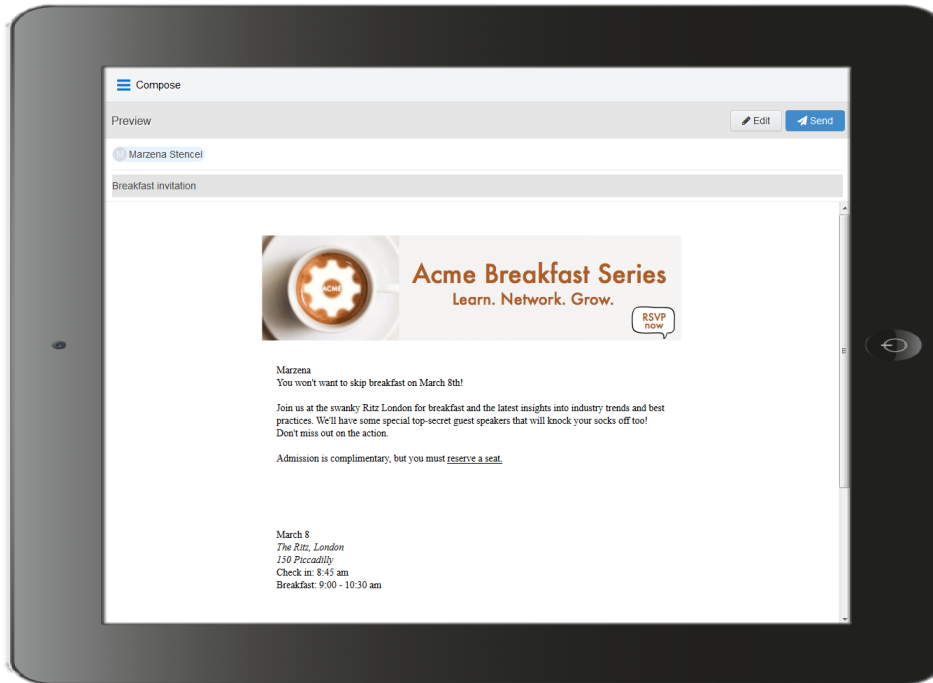 Compose
Preview
Edit
Send
M Marzena Stencel
Breakfast invitation
ACME
Acme Breakfast Series
Learn. Network. Grow.
RSVP
now
Marzena
You won't want to skip breakfast on March 8th!
Join us at the swanky Ritz London for breakfast and the latest insights into industry trends and best
practices. We'll have some special top-secret guest speakers that will knock your socks off too!
Don't miss out on the action.
Admission is complimentary, but you must reserve a seat.
March 8
The Ritz, London
150 Piccadilly
Check in: 8:45 am
Breakfast: 9:00 - 10:30 am